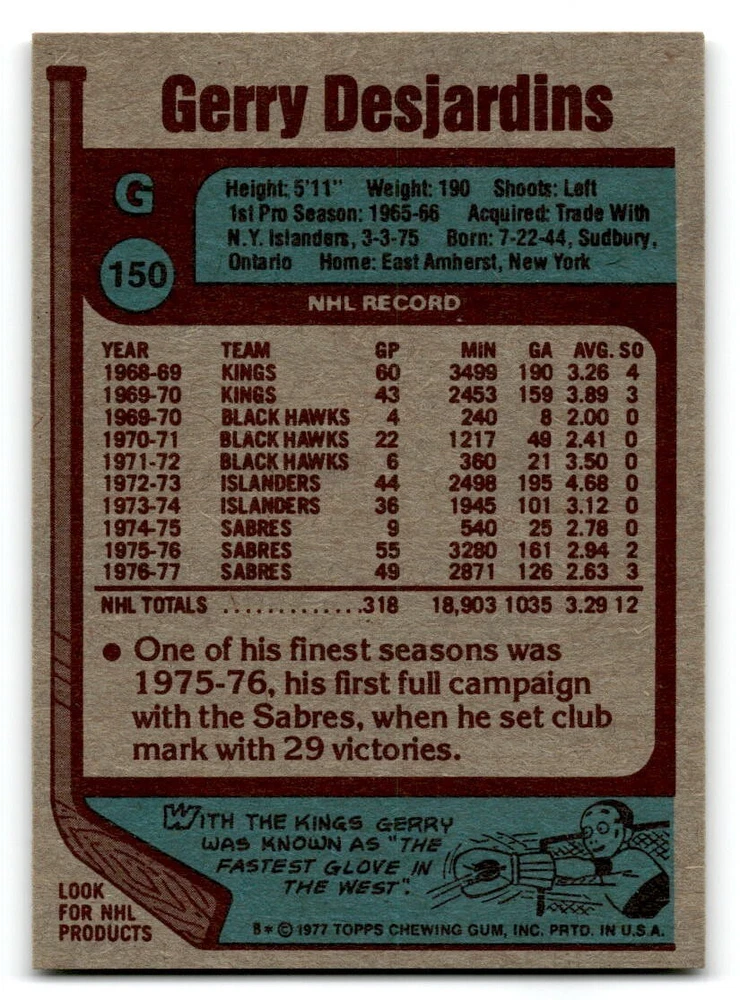 Gerry Desjardins
G
Height: 5'11" Weight: 190 Shoots: Left
1st Pro Season: 1965-66 Acquired: Trade With
N.Y. Islanders, 3-3-75 Born: 7-22-44, Sudbury,
Ontario Home: East Amherst, New York
150
NHL RECORD
YEAR TEAM GP MIN GA AVG. SO
1968-69 KINGS 60 3499 190 3.26 4
1969-70 KINGS 43 2453 159 3.89 3
1969-70 BLACK HAWKS 4 240 8 2.00 0
1970-71 BLACK HAWKS 22 1217 49 2.41 0
1971-72 BLACK HAWKS 6 360 21 3.50 0
1972-73 ISLANDERS 44 2498 195 4.68 0
1973-74 ISLANDERS 36 1945 101 3.12 0
1974-75 SABRES 9 540 25 2.78 0
1975-76 SABRES 55 3280 161 2.94 2
1976-77 SABRES 49 2871 126 2.63 3
NHL TOTALS .............318 18,903 1035 3.29 12
● One of his finest seasons was
1975-76, his first full campaign
with the Sabres, when he set club
mark with 29 victories.
WITH THE KINGS GERRY
WAS KNOWN AS "THE
FASTEST GLOVE IN
THE WEST".
LOOK
FOR NHL
PRODUCTS
B* © 1977 TOPPS CHEWING GUM, INC. PRTD. IN U.S.A.